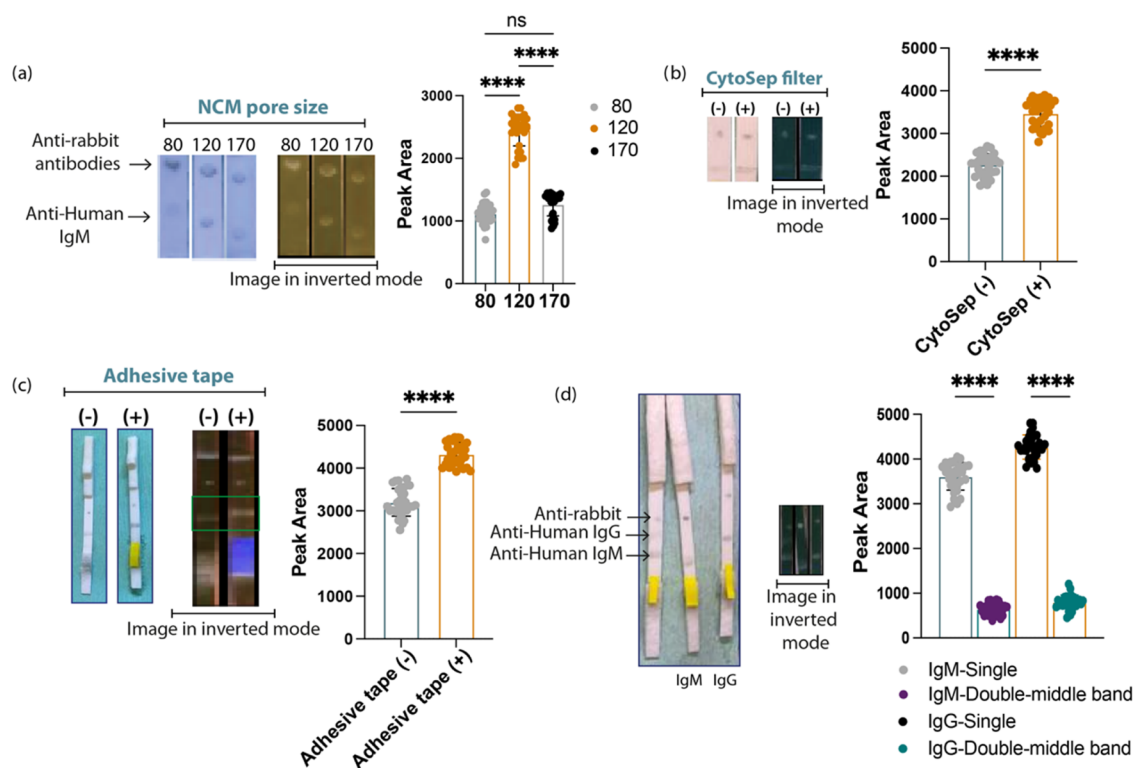 (a)
NCM pore size
80 120 170
80 120 170
Anti-rabbit
antibodies
Anti-Human
IgM
Image in inverted mode
ns
****
****
Peak Area
3000
2000
1000
0
80 120 170
80
120
170
(b)
CytoSep filter
(-) (+) (-) (+)
Image in inverted
mode
****
Peak Area
5000
4000
3000
2000
1000
0
CytoSep (-)
CytoSep (+)
(c)
Adhesive tape
(-) (+) (-) (+)
Image in inverted mode
****
Peak Area
5000
4000
3000
2000
1000
0
Adhesive tape (-)
Adhesive tape (+)
(d)
Anti-rabbit
Anti-Human IgG
Anti-Human IgM
IgM IgG
Image in
inverted
mode
**** ****
Peak Area
5000
4000
3000
2000
1000
0
IgM-Single
IgM-Double-middle band
IgG-Single
IgG-Double-middle band